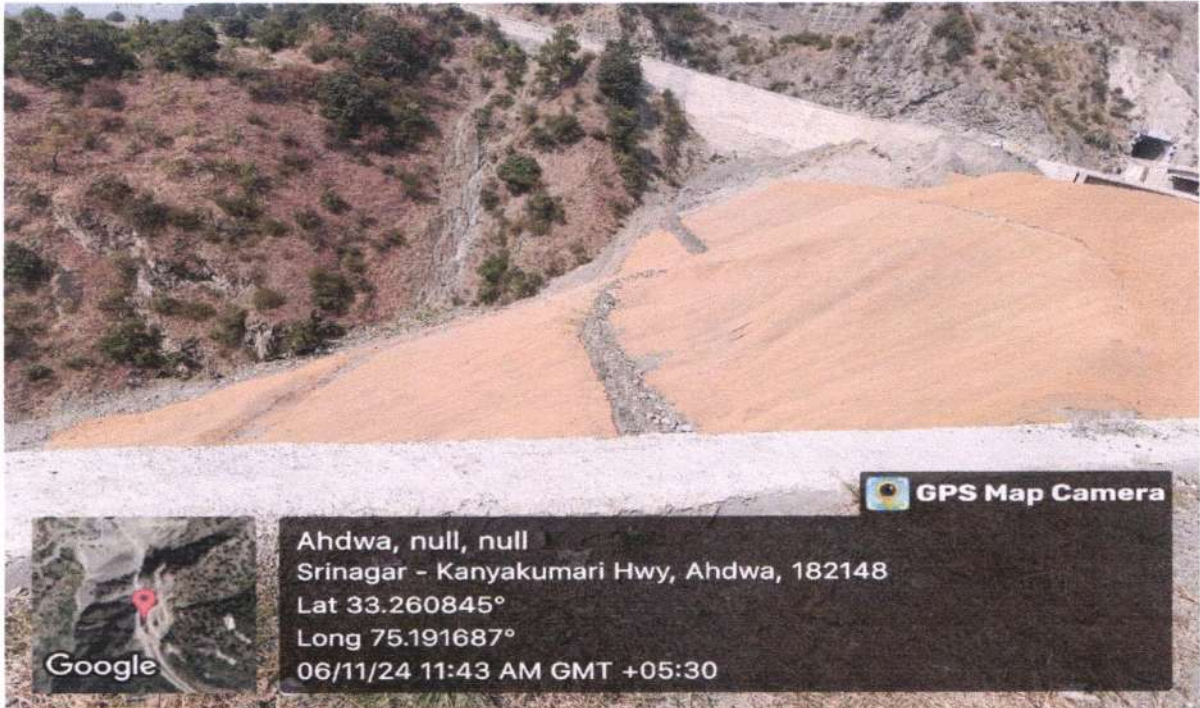 GPS Map Camera
Ahdwa, null, null
Srinagar - Kanyakumari Hwy, Ahdwa, 182148
Lat 33.260845°
Long 75.191687°
06/11/24 11:43 AM GMT +05:30
Google